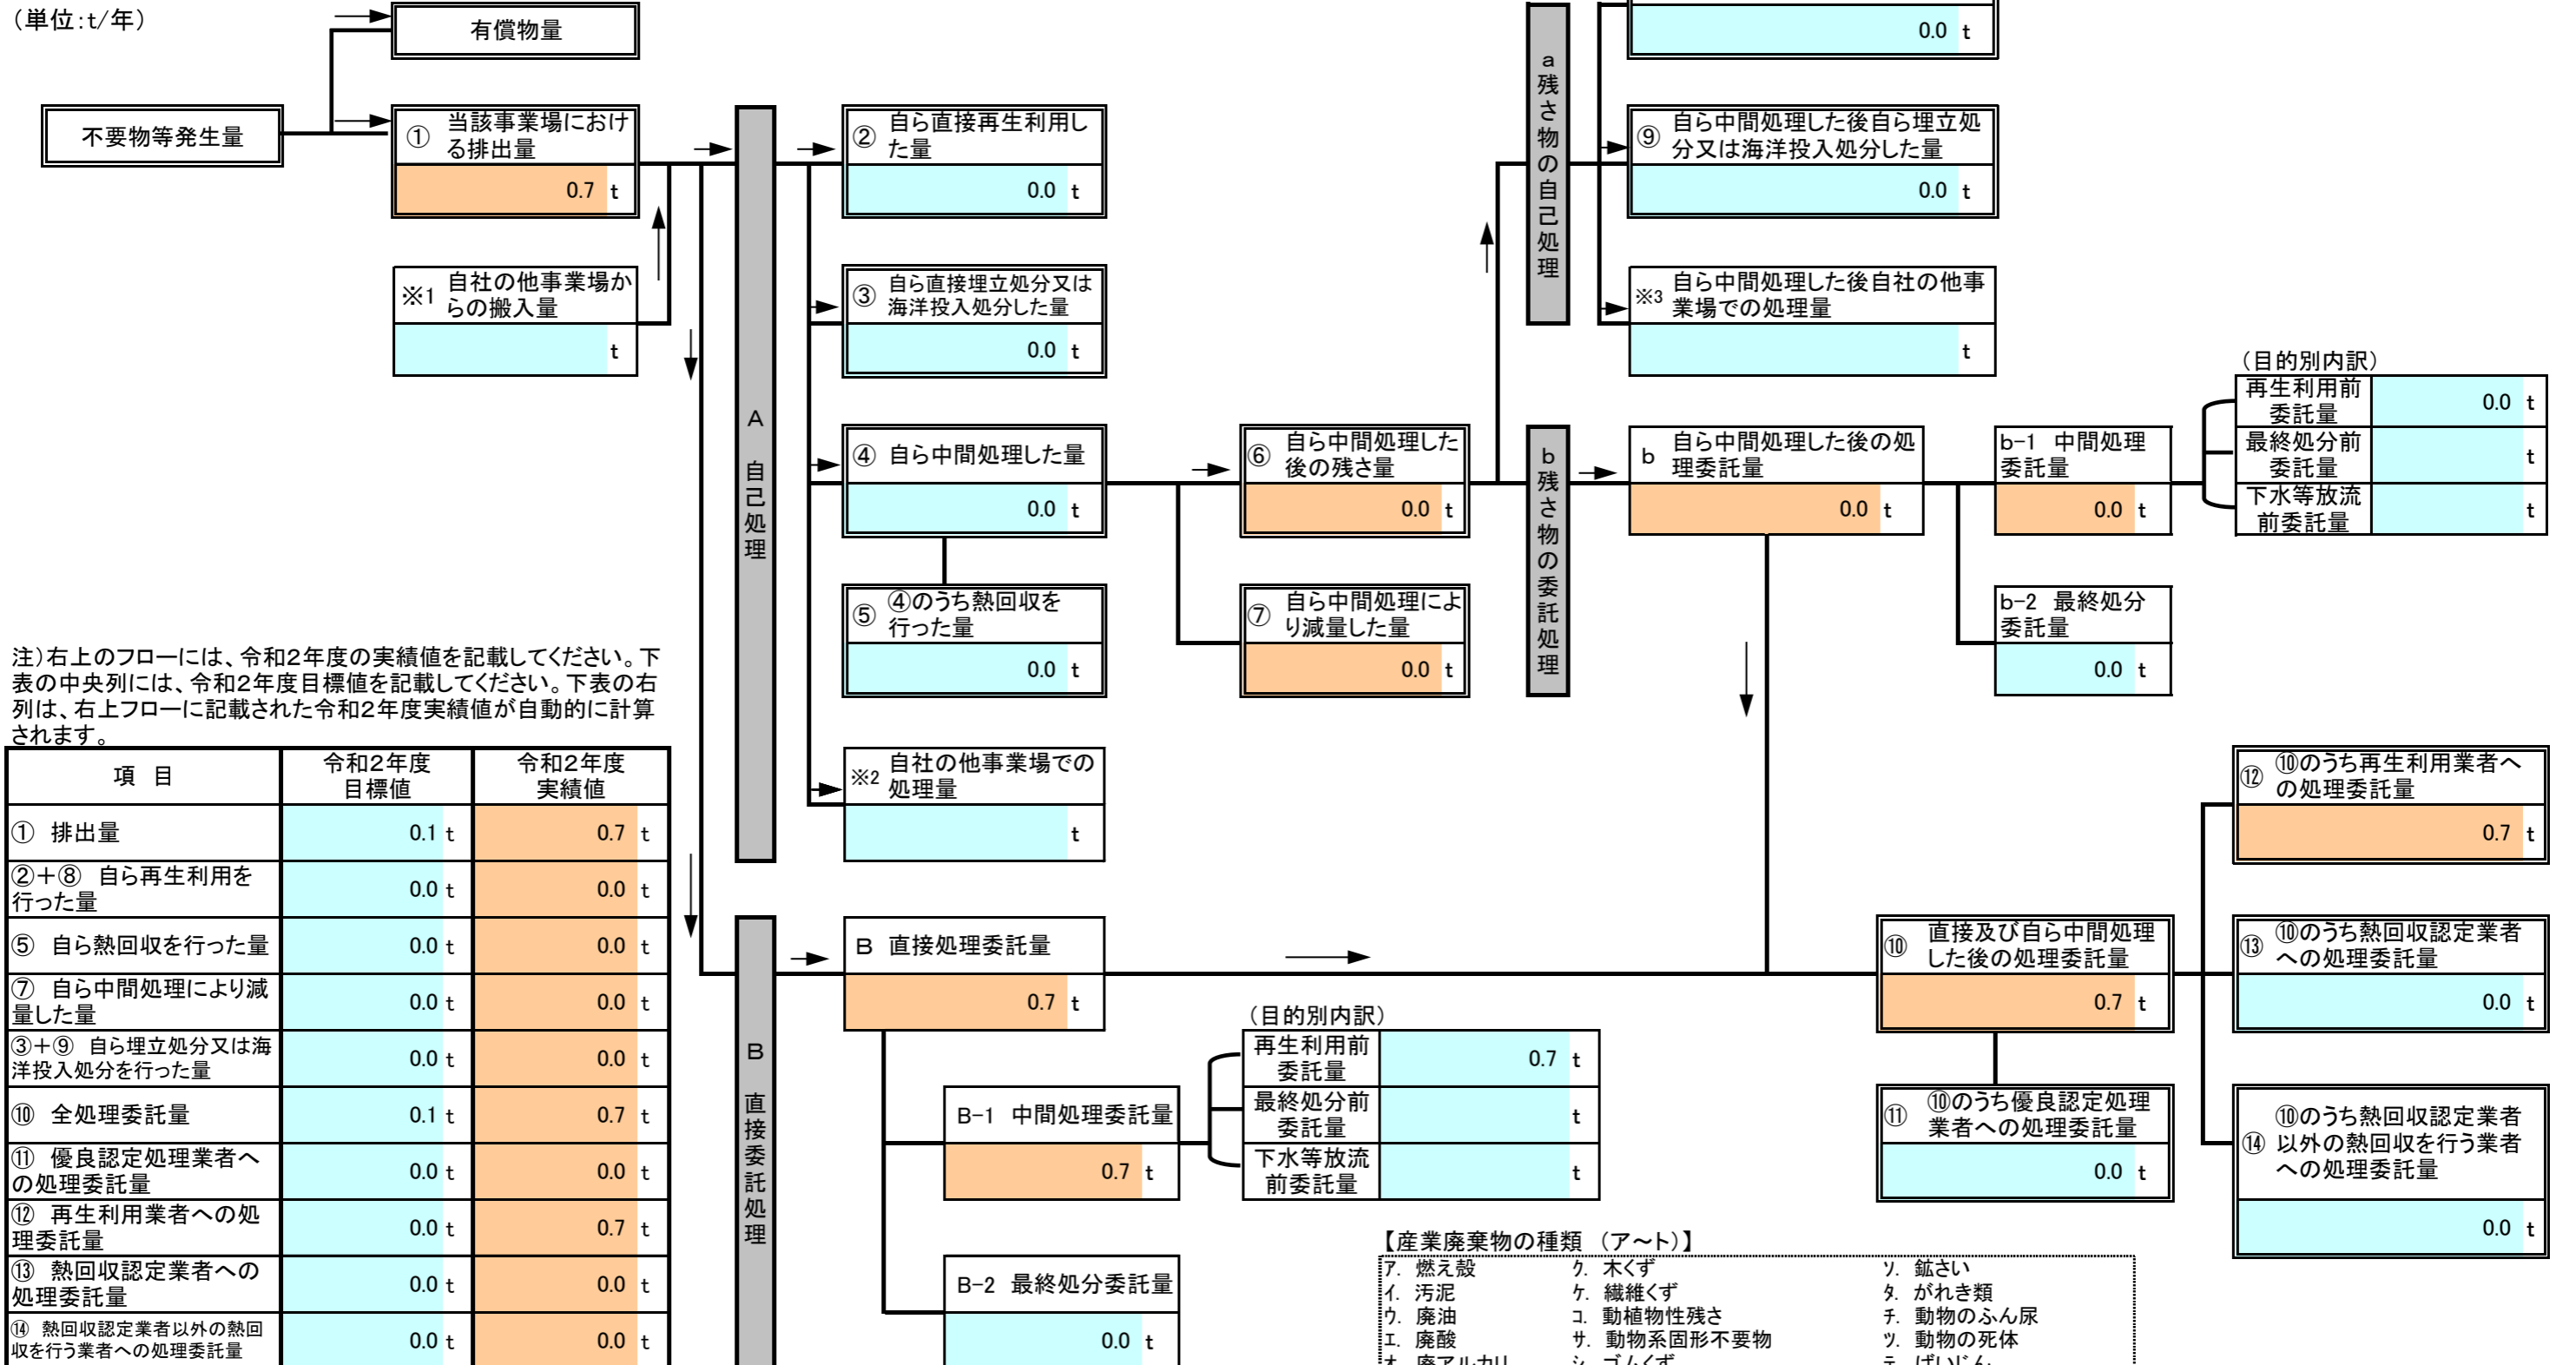 （単位：t/年）
有償物量
不要物等発生量
① 当該事業場におけ
る排出量
0.7 t
※1 自社の他事業場か
らの搬入量
t
A 自己処理
② 自ら直接再生利用し
た量
0.0 t
③ 自ら直接埋立処分又は
海洋投入処分した量
0.0 t
④ 自ら中間処理した量
0.0 t
⑤ ④のうち熱回収を
行った量
0.0 t
※2 自社の他事業場での
処理量
t
⑥ 自ら中間処理した
後の残さ量
0.0 t
⑦ 自ら中間処理によ
り減量した量
0.0 t
a 残さ物の自己処理
0.0 t
⑨ 自ら中間処理した後自ら埋立処
分又は海洋投入処分した量
0.0 t
※3 自ら中間処理した後自社の他事
業場での処理量
t
b 残さ物の委託処理
b 自ら中間処理した後の処
理委託量
0.0 t
b-1 中間処理
委託量
0.0 t
b-2 最終処分
委託量
0.0 t
（目的別内訳）
再生利用前
委託量
0.0 t
最終処分前
委託量
t
下水等放流
前委託量
t
注）右上のフローには、令和２年度の実績値を記載してください。下
表の中央列には、令和２年度目標値を記載してください。下表の右
列は、右上フローに記載された令和２年度実績値が自動的に計算
されます。
項 目
令和２年度
目標値
令和２年度
実績値
① 排出量 0.1 t 0.7 t
②＋⑧ 自ら再生利用を
行った量
0.0 t 0.0 t
⑤ 自ら熱回収を行った量 0.0 t 0.0 t
⑦ 自ら中間処理により減
量した量
0.0 t 0.0 t
③＋⑨ 自ら埋立処分又は海
洋投入処分を行った量
0.0 t 0.0 t
⑩ 全処理委託量 0.1 t 0.7 t
⑪ 優良認定処理業者へ
の処理委託量
0.0 t 0.0 t
⑫ 再生利用業者への処
理委託量
0.0 t 0.7 t
⑬ 熱回収認定業者への
処理委託量
0.0 t 0.0 t
⑭ 熱回収認定業者以外の熱回
収を行う業者への処理委託量
0.0 t 0.0 t
B 直接委託処理
B 直接処理委託量
0.7 t
B-1 中間処理委託量
0.7 t
B-2 最終処分委託量
0.0 t
（目的別内訳）
再生利用前
委託量
0.7 t
最終処分前
委託量
t
下水等放流
前委託量
t
⑩ 直接及び自ら中間処理
した後の処理委託量
0.7 t
⑪ ⑩のうち優良認定処理
業者への処理委託量
0.0 t
⑫ ⑩のうち再生利用業者へ
の処理委託量
0.7 t
⑬ ⑩のうち熱回収認定業者
への処理委託量
0.0 t
⑭ ⑩のうち熱回収認定業者
以外の熱回収を行う業者
への処理委託量
0.0 t
【産業廃棄物の種類 （ア～ト）】
ア. 燃え殻 ク. 木くず ソ. 鉱さい
イ. 汚泥 ケ. 繊維くず タ. がれき類
ウ. 廃油 コ. 動植物性残さ チ. 動物のふん尿
エ. 廃酸 サ. 動物系固形不要物 ツ. 動物の死体
オ. 廃アルカリ シ. ゴムくず テ. ばいじん